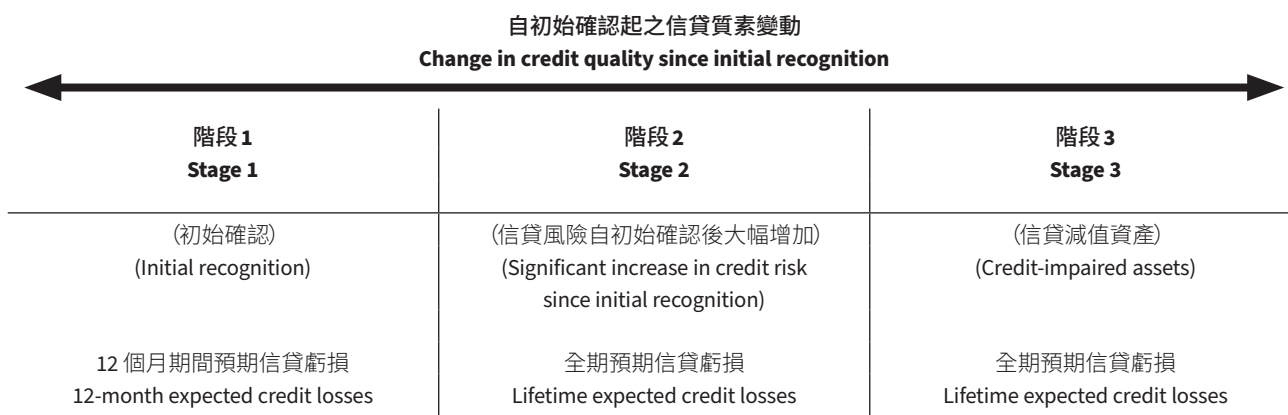 自初始確認起之信貸質素變動
Change in credit quality since initial recognition
階段1
Stage 1
階段2
Stage 2
階段3
Stage 3
(初始確認)
(Initial recognition)
(信貸風險自初始確認後大幅增加)
(Significant increase in credit risk
since initial recognition)
(信貸減值資產)
(Credit-impaired assets)
12 個月期間預期信貸虧損
12-month expected credit losses
全期預期信貸虧損
Lifetime expected credit losses
全期預期信貸虧損
Lifetime expected credit losses